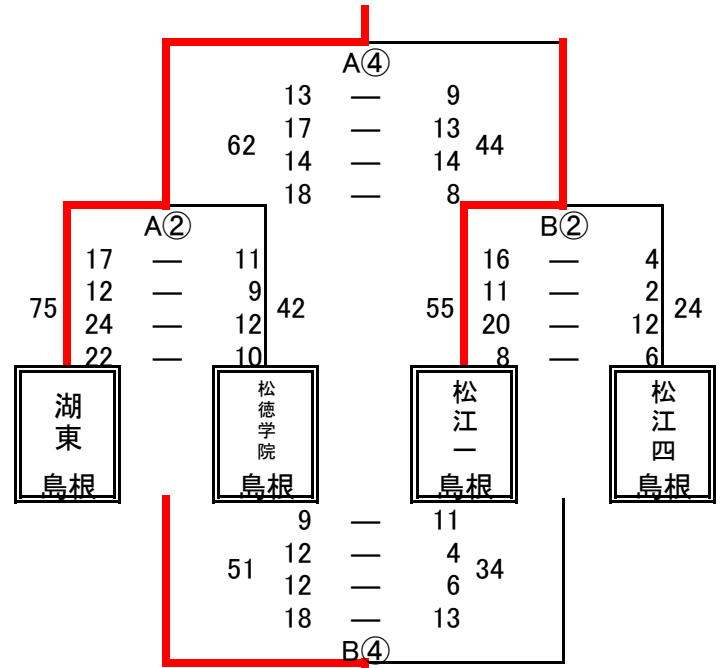 A④
13 — 9
17 — 13
62 44
14 — 14
18 — 8
A② B②
17 — 11 16 — 4
12 — 9 11 — 2
75 42 55 24
24 — 12 20 — 12
22 — 10 8 — 6
湖東 松徳学院 松江一 松江四
島根 島根 島根 島根
9 — 11
12 — 4
51 34
12 — 6
18 — 13
B④